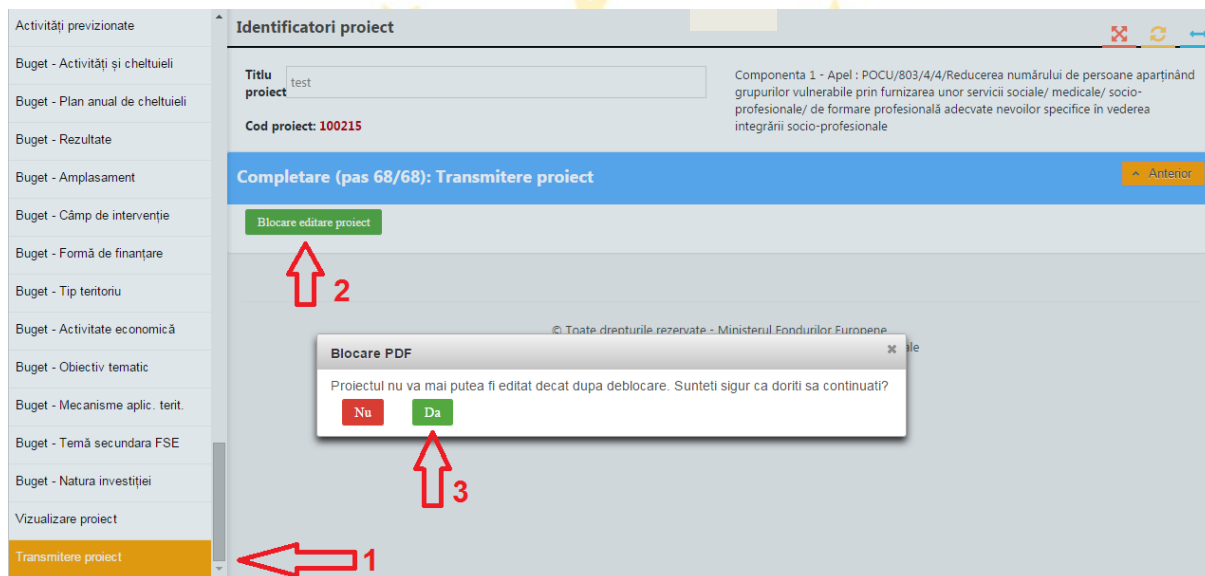 Activități previzionate
Buget - Activități și cheltuieli
Buget - Plan anual de cheltuieli
Buget - Rezultate
Buget - Amplasament
Buget - Câmp de intervenție
Buget - Formă de finanțare
Buget - Tip teritoriu
Buget - Activitate economică
Buget - Obiectiv tematic
Buget - Mecanisme aplic. terit.
Buget - Temă secundara FSE
Buget - Natura investiției
Vizualizare proiect
Transmitere proiect
Identificatori proiect
Titlu
proiect
test
Cod proiect: 100215
Componenta 1 - Apel : POCU/803/4/4/Reducerea numărului de persoane aparținând
grupurilor vulnerabile prin furnizarea unor servicii sociale/ medicale/ socio-
profesionale/ de formare profesională adecvate nevoilor specifice în vederea
integrării socio-profesionale
Completare (pas 68/68): Transmitere proiect
Anterior
Blocare editare proiect
2
© Toate drepturile rezervate - Ministerul Fondurilor Europene
ale
Blocare PDF
Proiectul nu va mai putea fi editat decat dupa deblocare. Sunteti sigur ca doriti sa continuati?
Nu Da
3
1